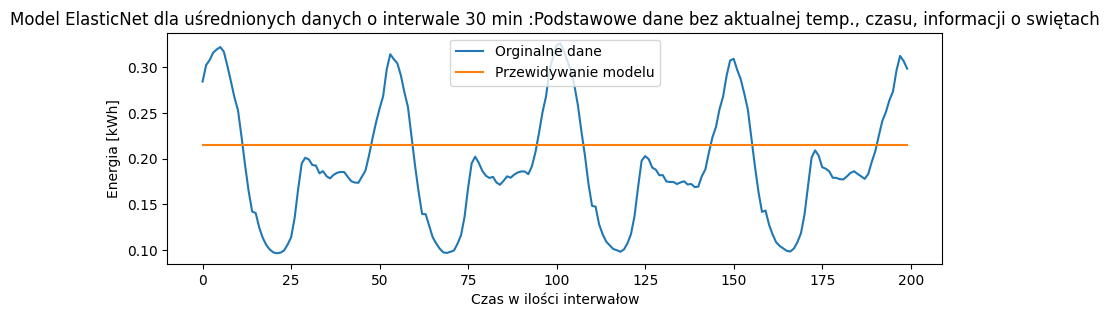 Model ElasticNet dla uśrednionych danych o interwale 30 min :Podstawowe dane bez aktualnej temp., czasu, informacji o swiętach
Orginalne dane
Przewidywanie modelu
Energia [kWh]
0.30
0.25
0.20
0.15
0.10
0 25 50 75 100 125 150 175 200
Czas w ilości interwałow